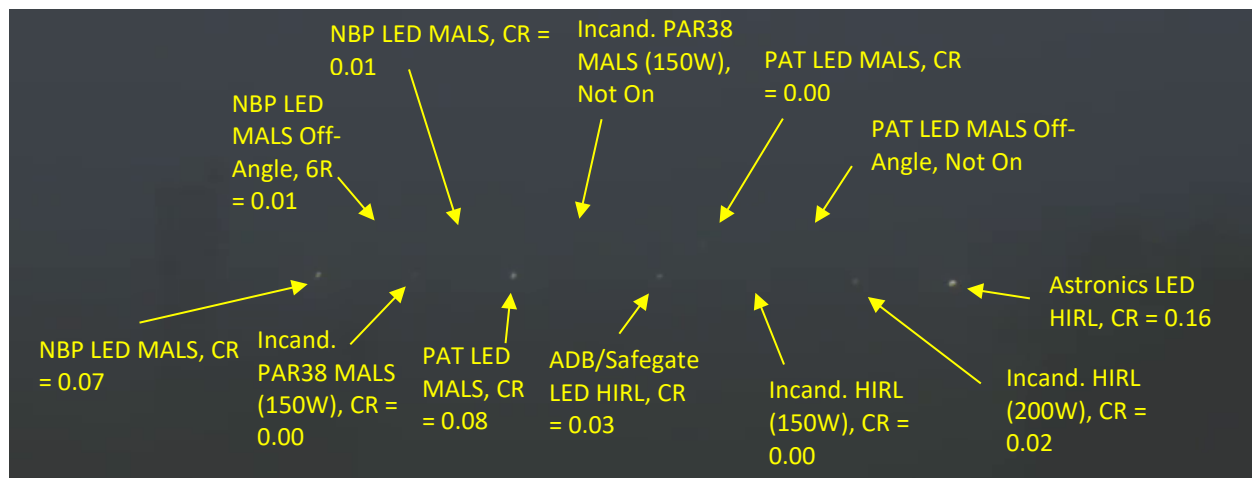 NBP LED MALS, CR =
0.01
Incand. PAR38
MALS (150W),
Not On
PAT LED MALS, CR
= 0.00
NBP LED
MALS Off-
Angle, 6R
= 0.01
PAT LED MALS Off-
Angle, Not On
NBP LED MALS, CR
= 0.07
Incand.
PAR38 MALS
(150W), CR =
0.00
PAT LED
MALS, CR
= 0.08
ADB/Safegate
LED HIRL, CR
= 0.03
Incand. HIRL
(150W), CR =
0.00
Incand. HIRL
(200W), CR =
0.02
Astronics LED
HIRL, CR = 0.16